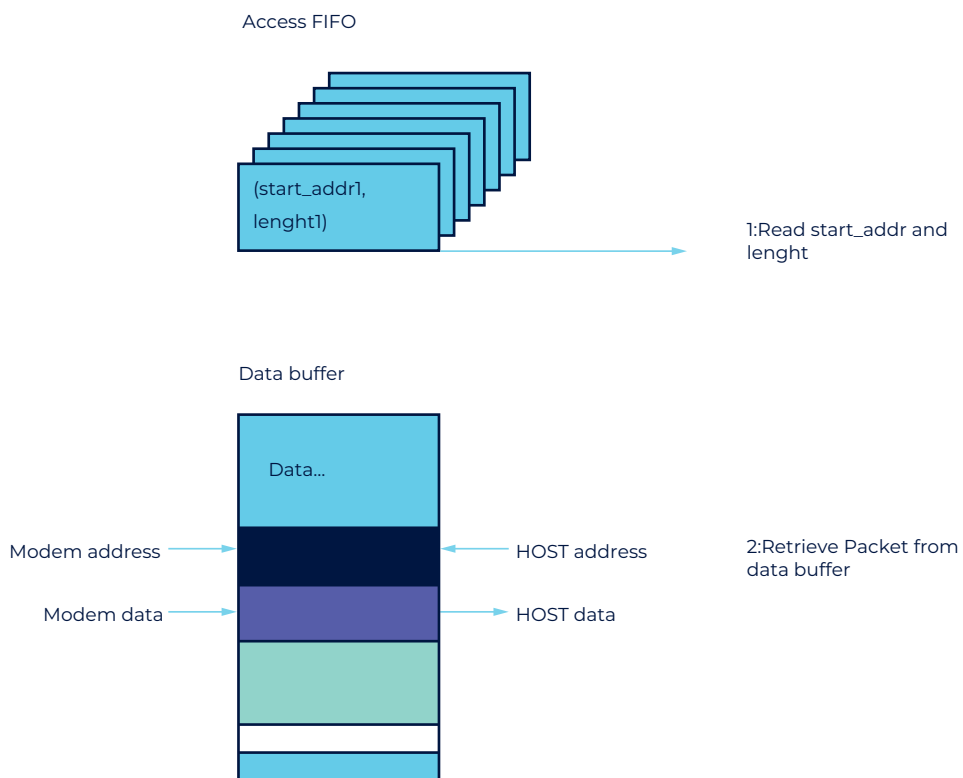 Access FIFO
(start_addr1,
lenght1)
1:Read start_addr and
lenght
Data buffer
Data...
Modem address
HOST address
2:Retrieve Packet from
data buffer
Modem data
HOST data